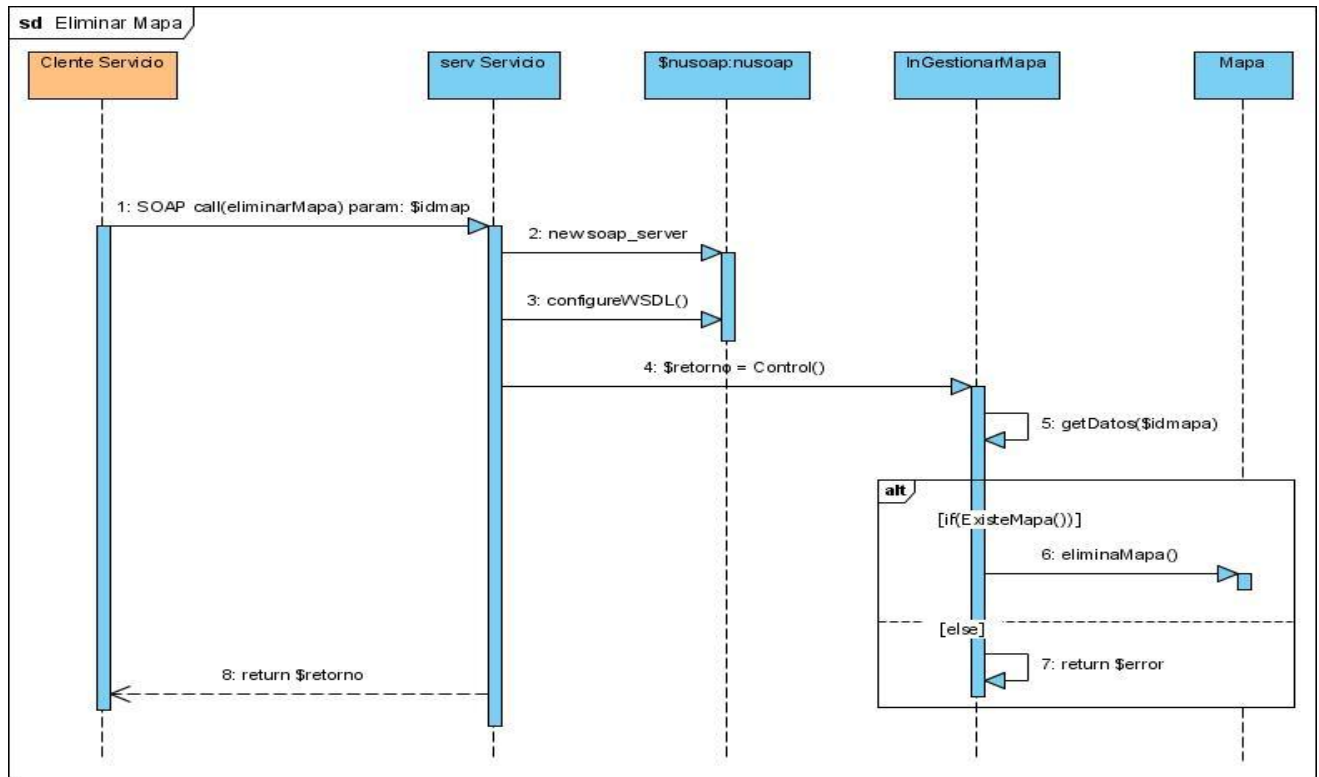 sd Eliminar Mapa
Clente Servicio
serv Servicio
$nusoap:nusoap
InGestionarMapa
Mapa
1: SOAP call(eliminarMapa) param: $idmap
2: new soap_server
3: configureWSDL()
4: $retorno = Control()
5: getDatos($idmapa)
alt
[if(ExisteMapa())]
6: eliminaMapa()
[else]
7: return $error
8: return $retorno